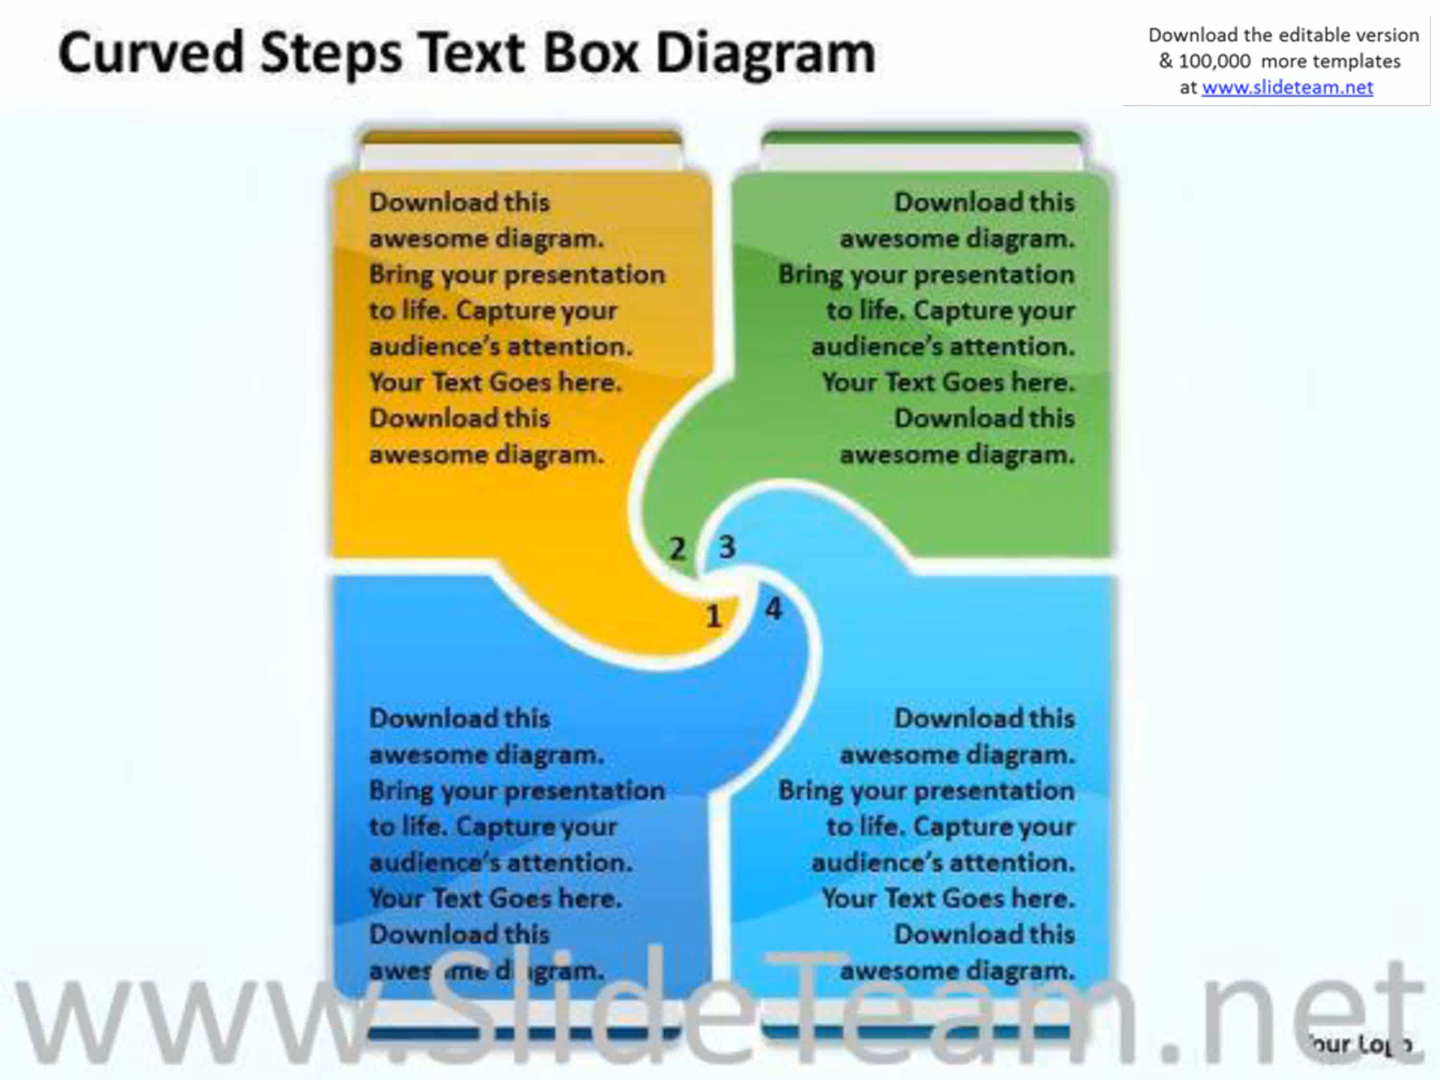 Curved Steps Text Box Diagram
Download the editable version
& 100,000 more templates
at www.slideteam.net
Download this
awesome diagram.
Bring your presentation
to life. Capture your
audience's attention.
Your Text Goes here.
Download this
awesome diagram.
Download this
awesome diagram.
Bring your presentation
to life. Capture your
audience's attention.
Your Text Goes here.
Download this
awesome diagram.
2
3
1
4
Download this
awesome diagram.
Bring your presentation
to life. Capture your
audience's attention.
Your Text Goes here.
Download this
awesome diagram.
Download this
awesome diagram.
Bring your presentation
to life. Capture your
audience's attention.
Your Text Goes here.
Download this
awesome diagram.
www.SlideTeam.net
Your Logo